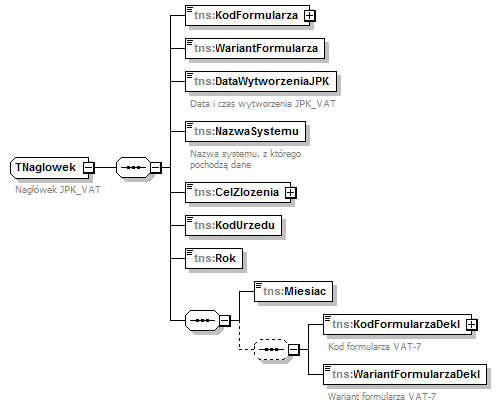 tns:KodFormularza
tns:WariantFormularza
tns:DataWytworzeniaJPK
Data i czas wytworzenia JPK_VAT
tns:NazwaSystemu
Nazwa systemu, z którego
pochodzą dane
TNaglowek
Nagłówek JPK_VAT
tns:CelZlozenia
tns:KodUrzedu
tns:Rok
tns:Miesiac
tns:KodFormularzaDekl
Kod formularza VAT-7
tns:WariantFormularzaDekl
Wariant formularza VAT-7